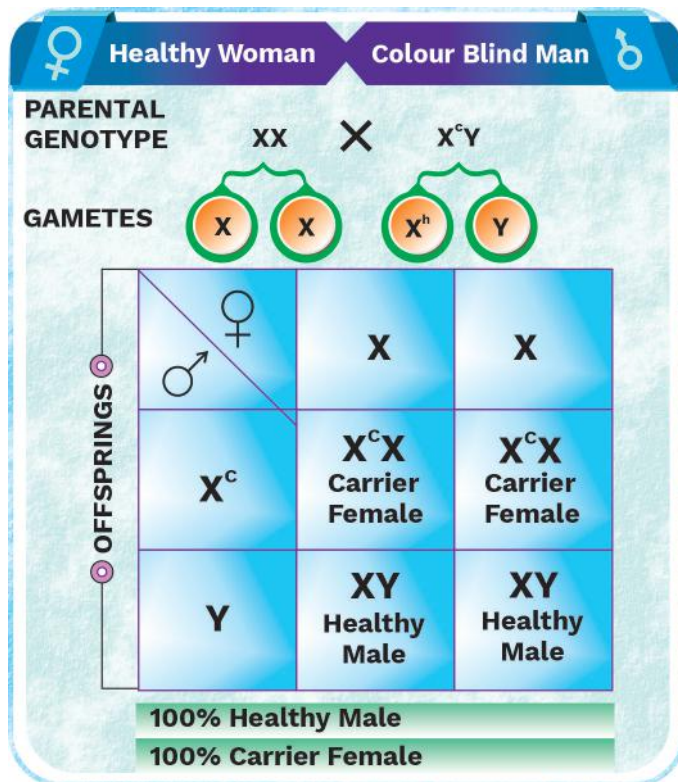 Healthy Woman Colour Blind Man
PARENTAL
GENOTYPE XX × XᶜY
GAMETES X X Xʰ Y
OFFSPRINGS
♀ ♂ X X
Xᶜ XᶜX XᶜX
Carrier Carrier
Female Female
Y XY XY
Healthy Healthy
Male Male
100% Healthy Male
100% Carrier Female